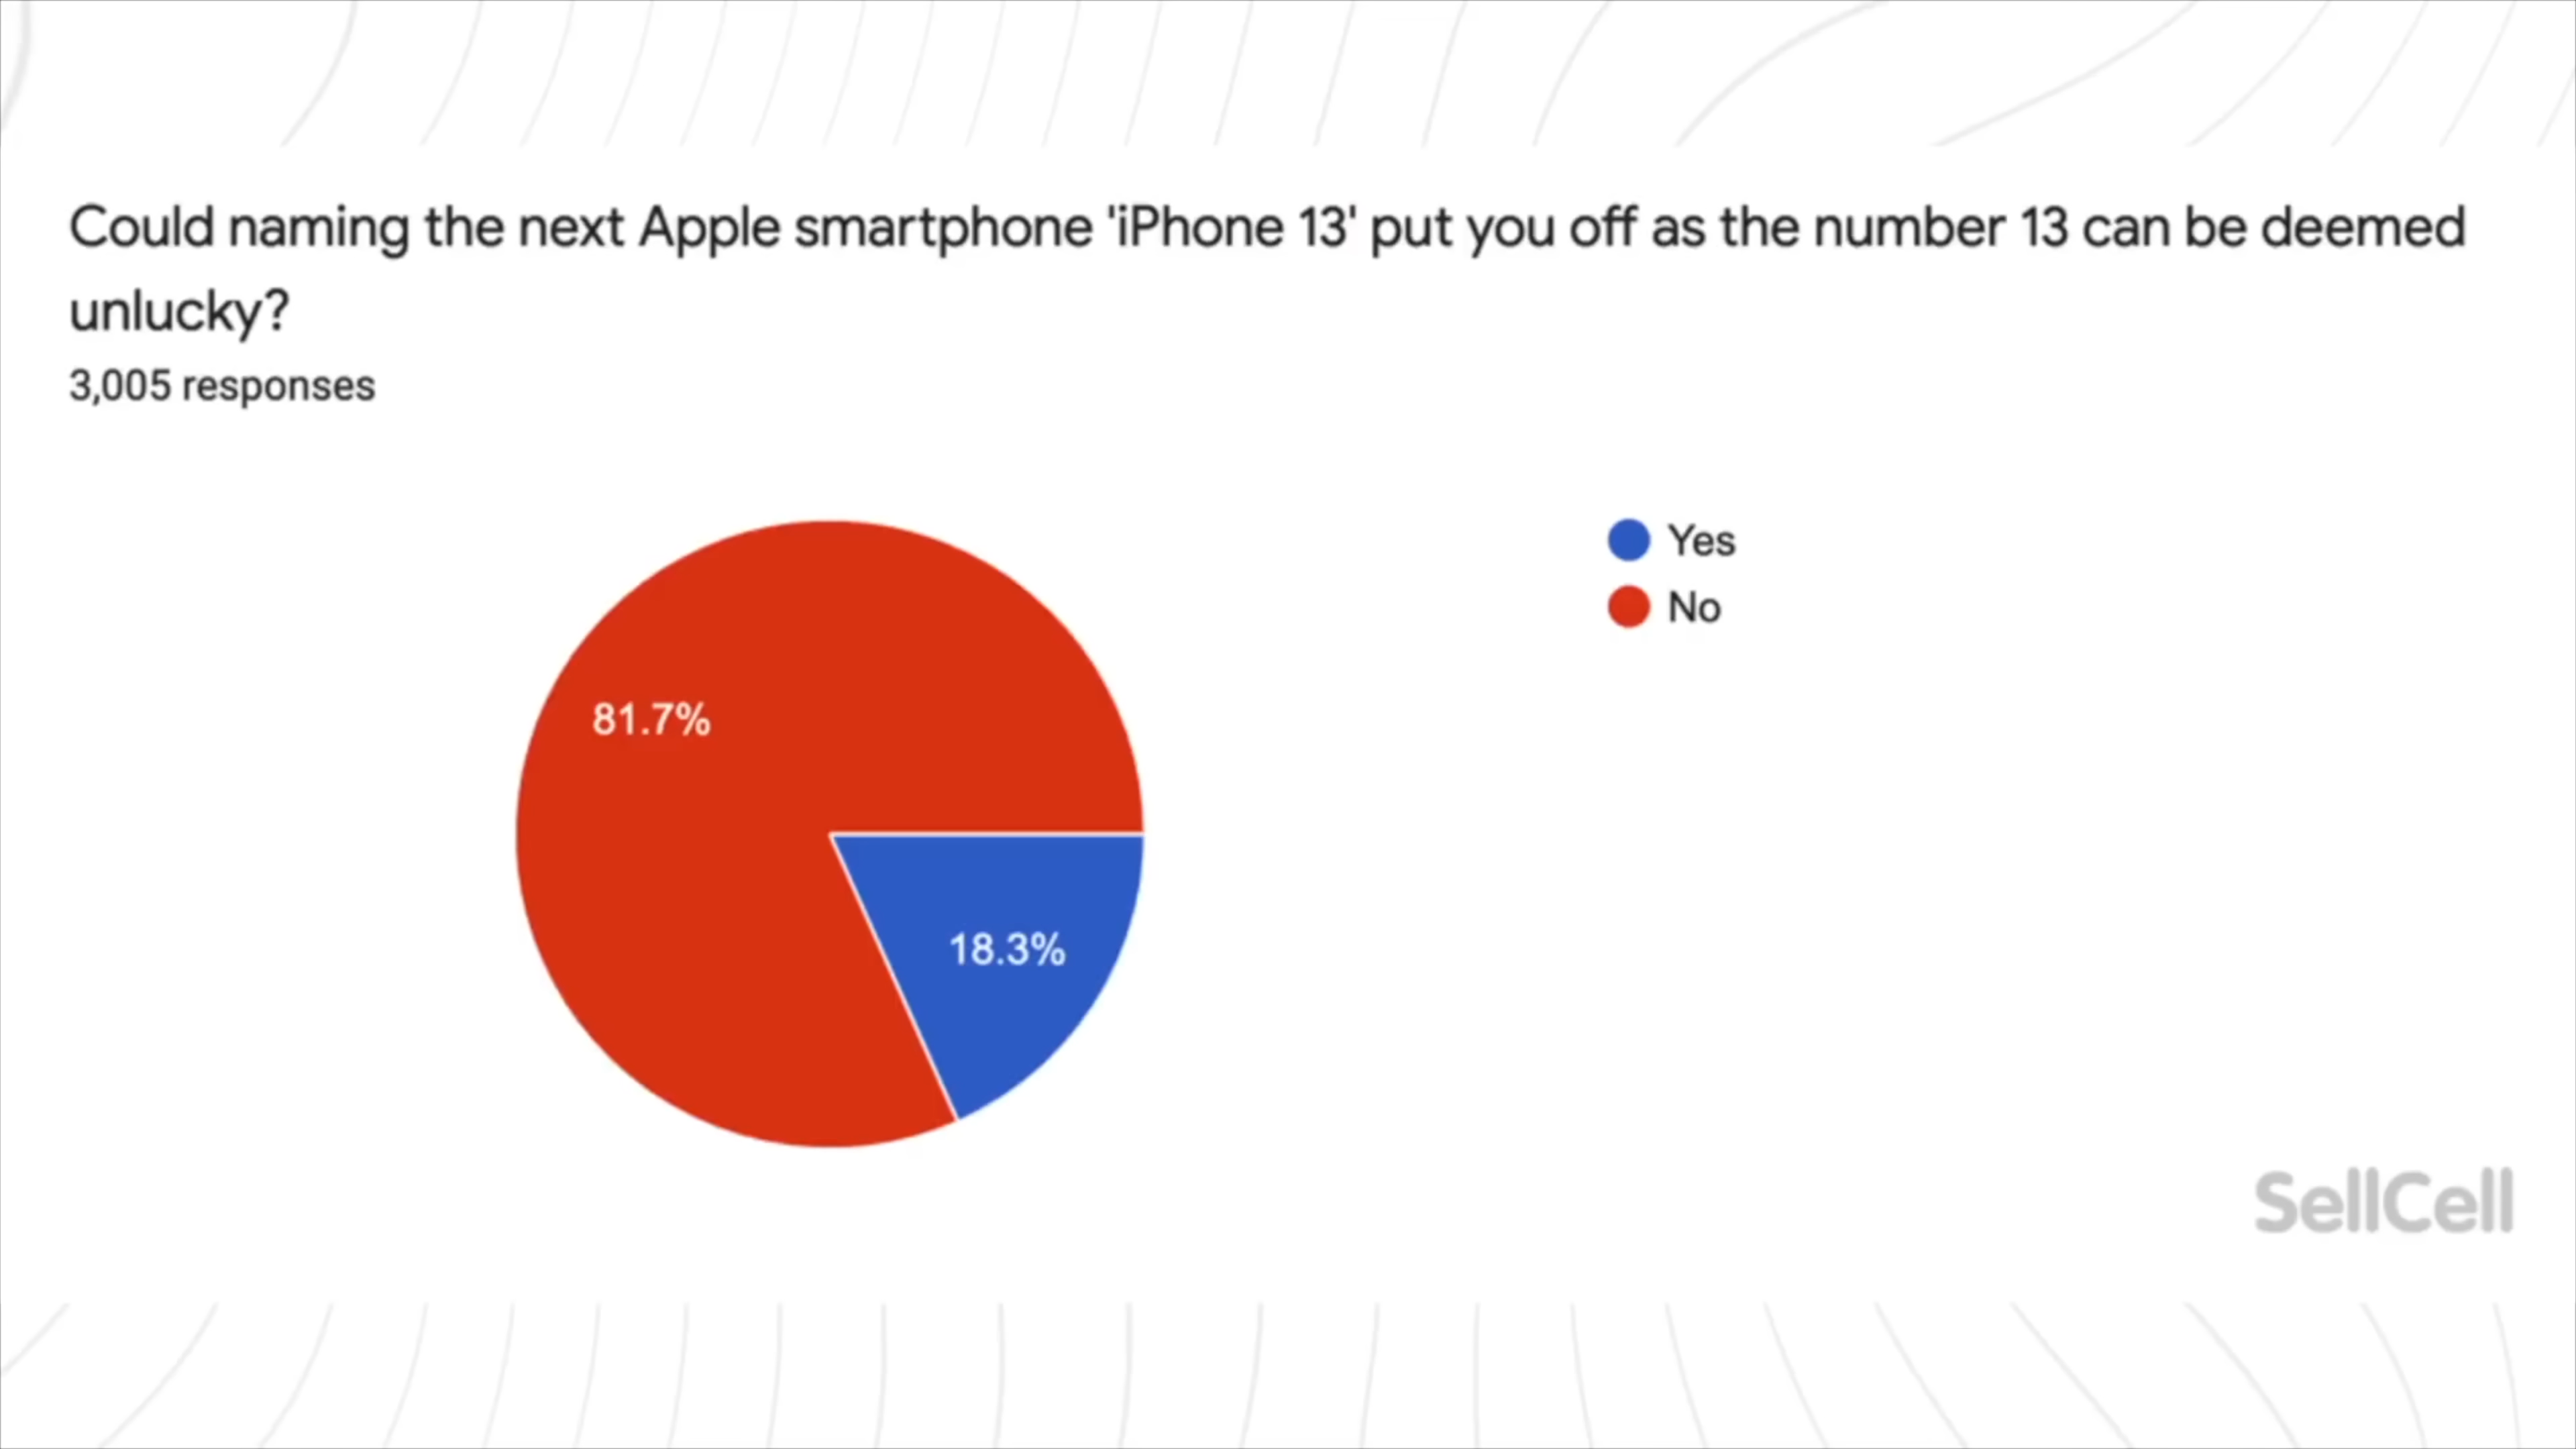 Could naming the next Apple smartphone 'iPhone 13' put you off as the number 13 can be deemed
unlucky?
3,005 responses
Yes
No
81.7%
18.3%
SellCell